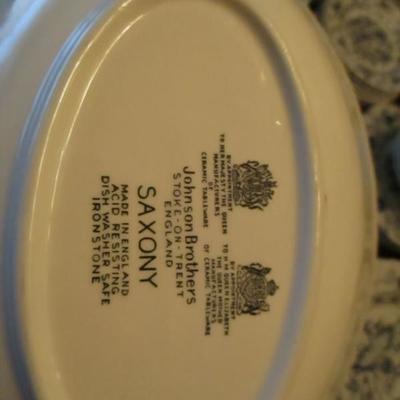 BY APPOINTMENT
TO HER MAJESTY THE QUEEN
MANUFACTURERS
OF
CERAMIC TABLEWARE
BY APPOINTMENT
TO H M QUEEN ELIZABETH
THE QUEEN MOTHER
MANUFACTURERS
OF CERAMIC TABLEWARE
Johnson Brothers
STOKE-ON-TRENT
ENGLAND
SAXONY
MADE IN ENGLAND
ACID RESISTING
DISH WASHER SAFE
IRONSTONE